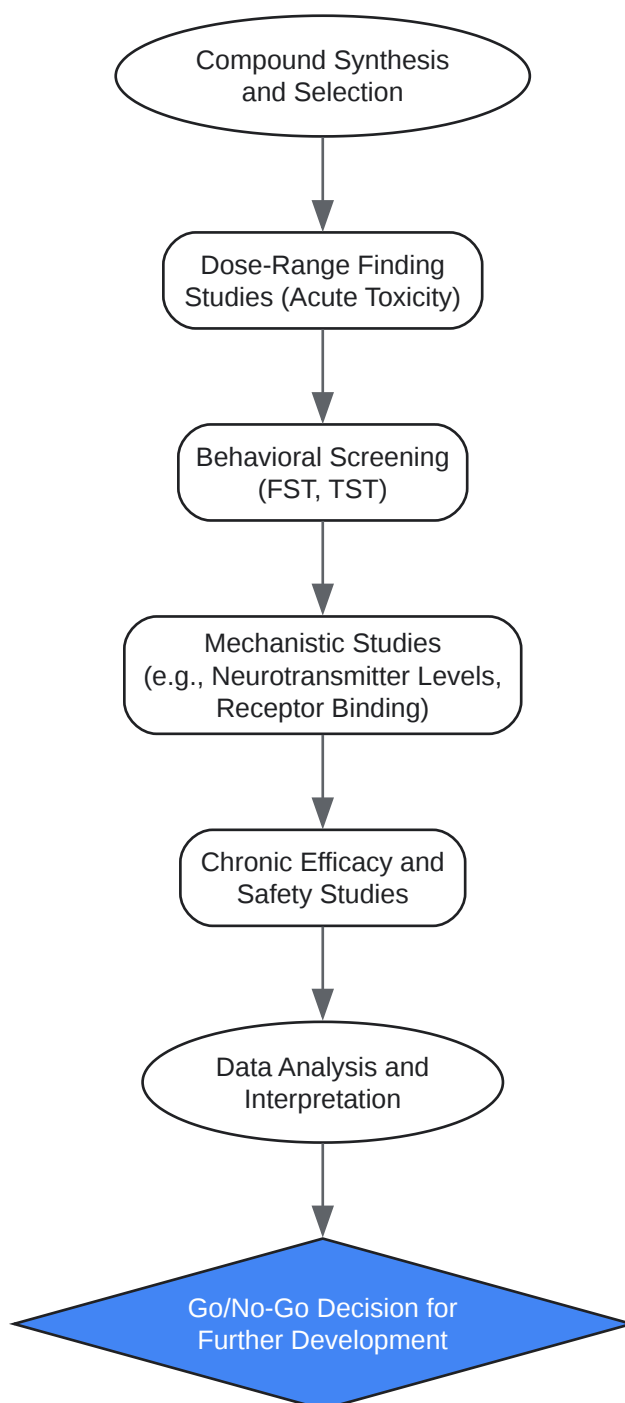 Compound Synthesis
and Selection
Dose-Range Finding
Studies (Acute Toxicity)
Behavioral Screening
(FST, TST)
Mechanistic Studies
(e.g., Neurotransmitter Levels,
Receptor Binding)
Chronic Efficacy and
Safety Studies
Data Analysis and
Interpretation
Go/No-Go Decision for
Further Development